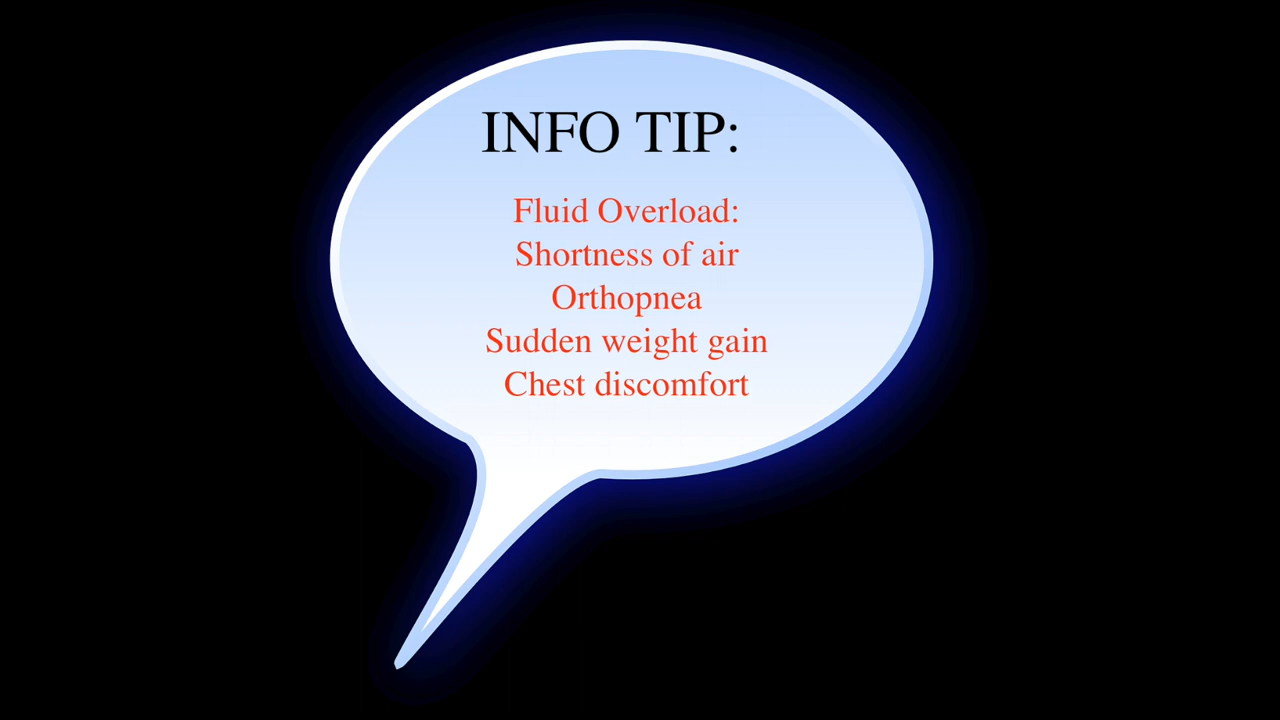 INFO TIP:
Fluid Overload:
Shortness of air
Orthopnea
Sudden weight gain
Chest discomfort